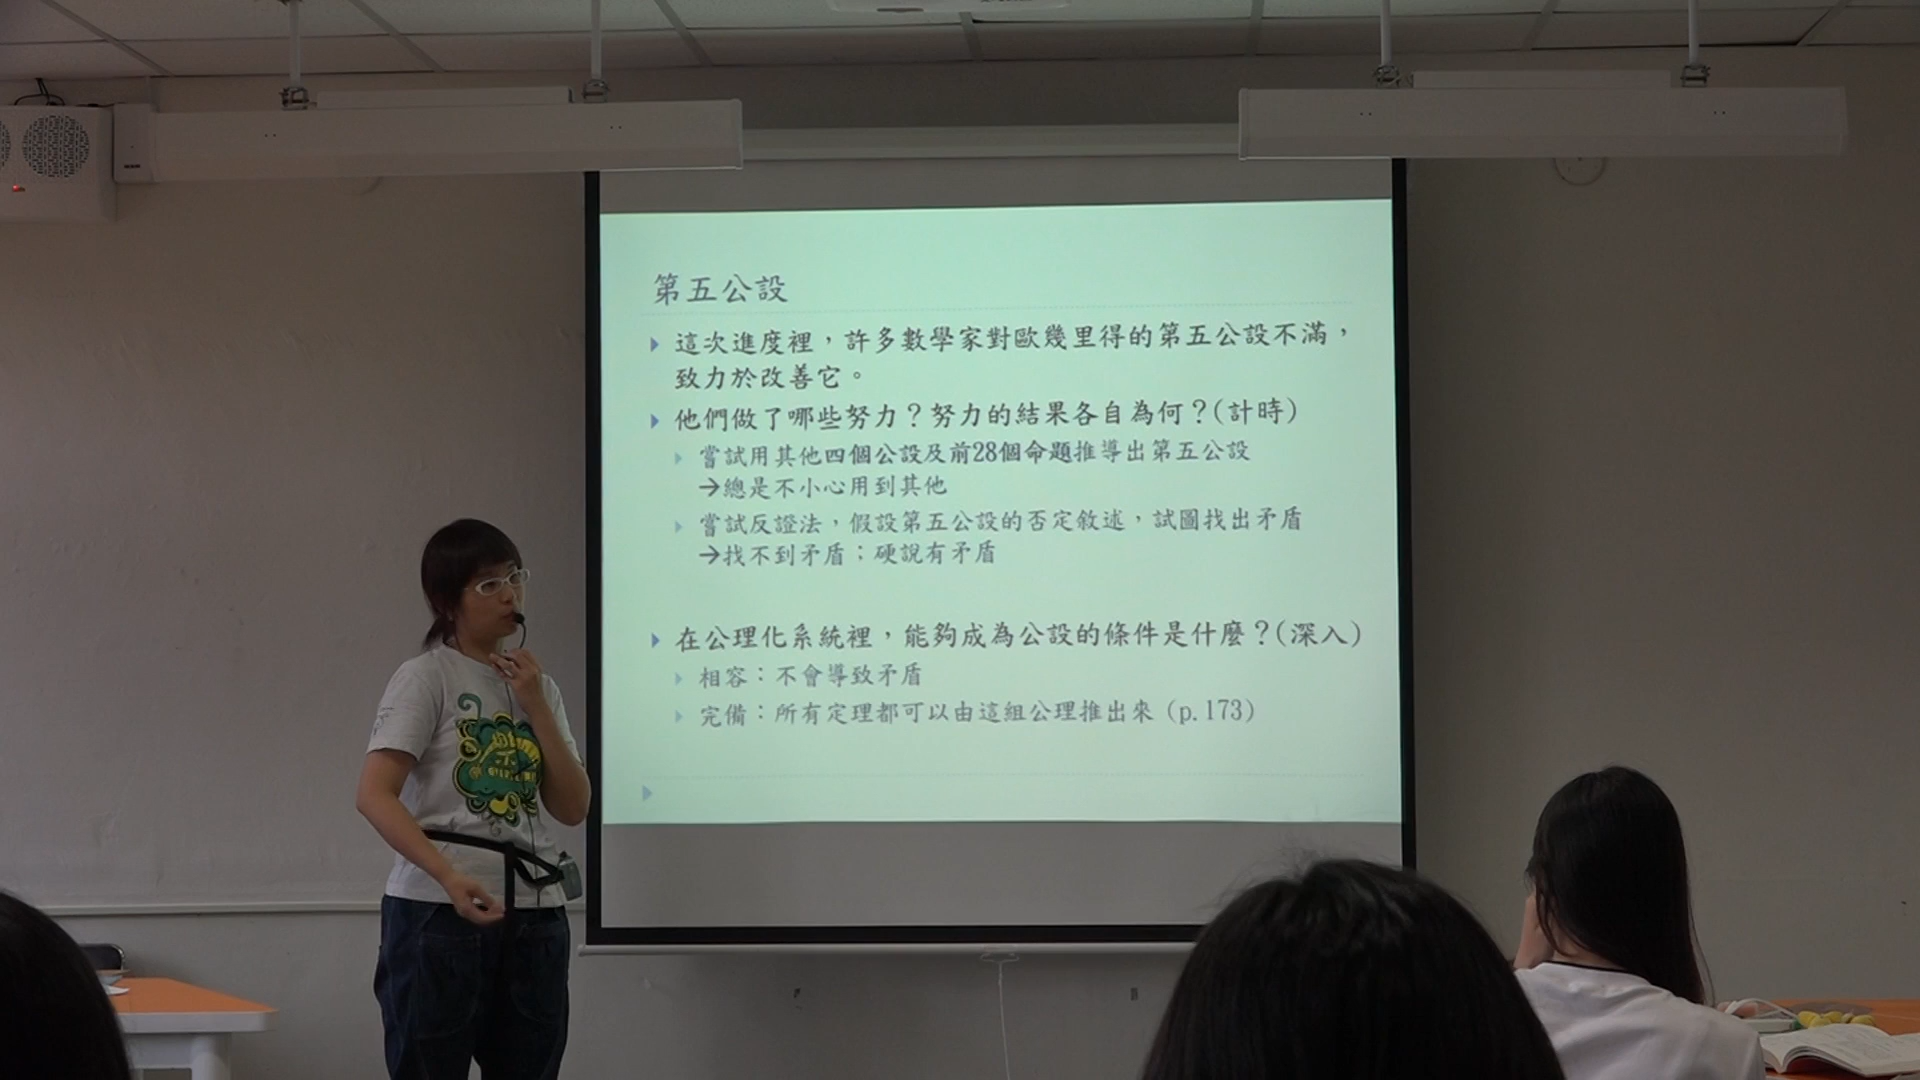 第五公設
這次進度裡，許多數學家對歐幾里得的第五公設不滿，
致力於改善它。
他們做了哪些努力？努力的結果各自為何？(計時)
嘗試用其他四個公設及前28個命題推導出第五公設
→總是不小心用到其他
嘗試反證法，假設第五公設的否定敘述，試圖找出矛盾
→找不到矛盾；硬說有矛盾
在公理化系統裡，能夠成為公設的條件是什麼？(深入)
相容：不會導致矛盾
完備：所有定理都可以由這組公理推出來 (p.173)